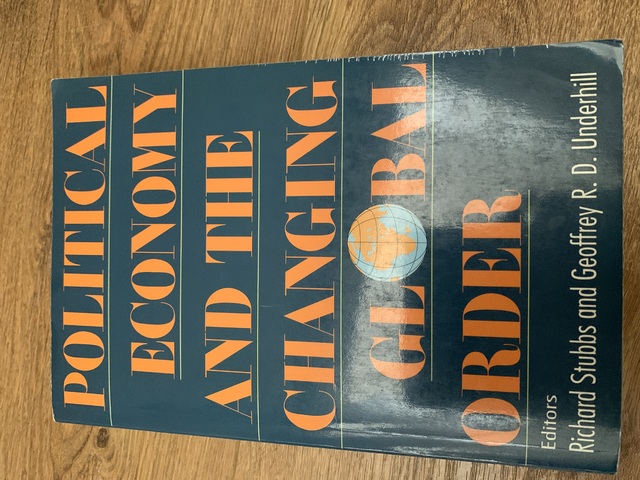 POLITICAL
ECONOMY
AND THE
CHANGING
GLOBAL
ORDER
Editors
Richard Stubbs and Geoffrey R. D. Underhill